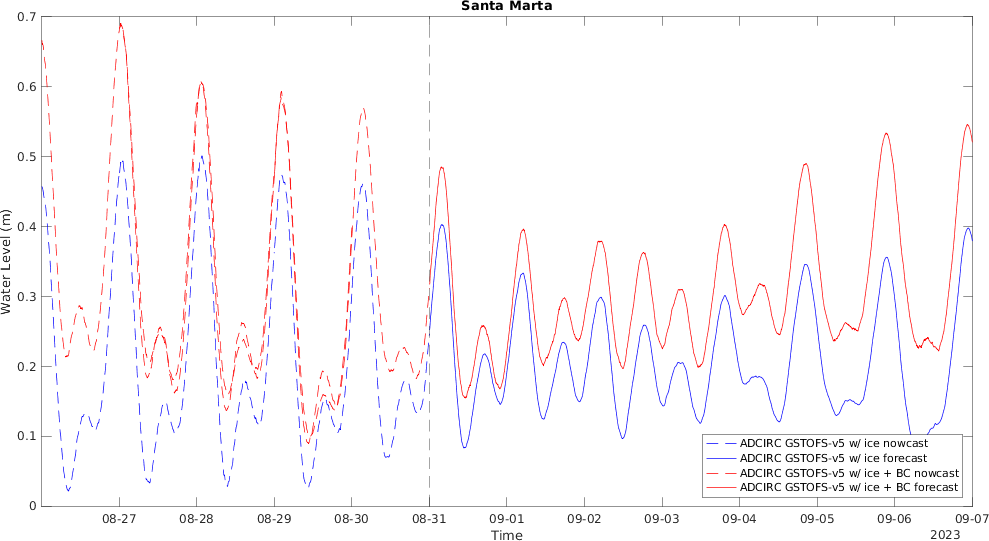 Santa Marta
Water Level (m)
0.7
0.6
0.5
0.4
0.3
0.2
0.1
0
ADCIRC GSTOFS-v5 w/ ice nowcast
ADCIRC GSTOFS-v5 w/ ice forecast
ADCIRC GSTOFS-v5 w/ ice + BC nowcast
ADCIRC GSTOFS-v5 w/ ice + BC forecast
08-27 08-28 08-29 08-30 08-31 09-01 09-02 09-03 09-04 09-05 09-06 09-07
Time
2023